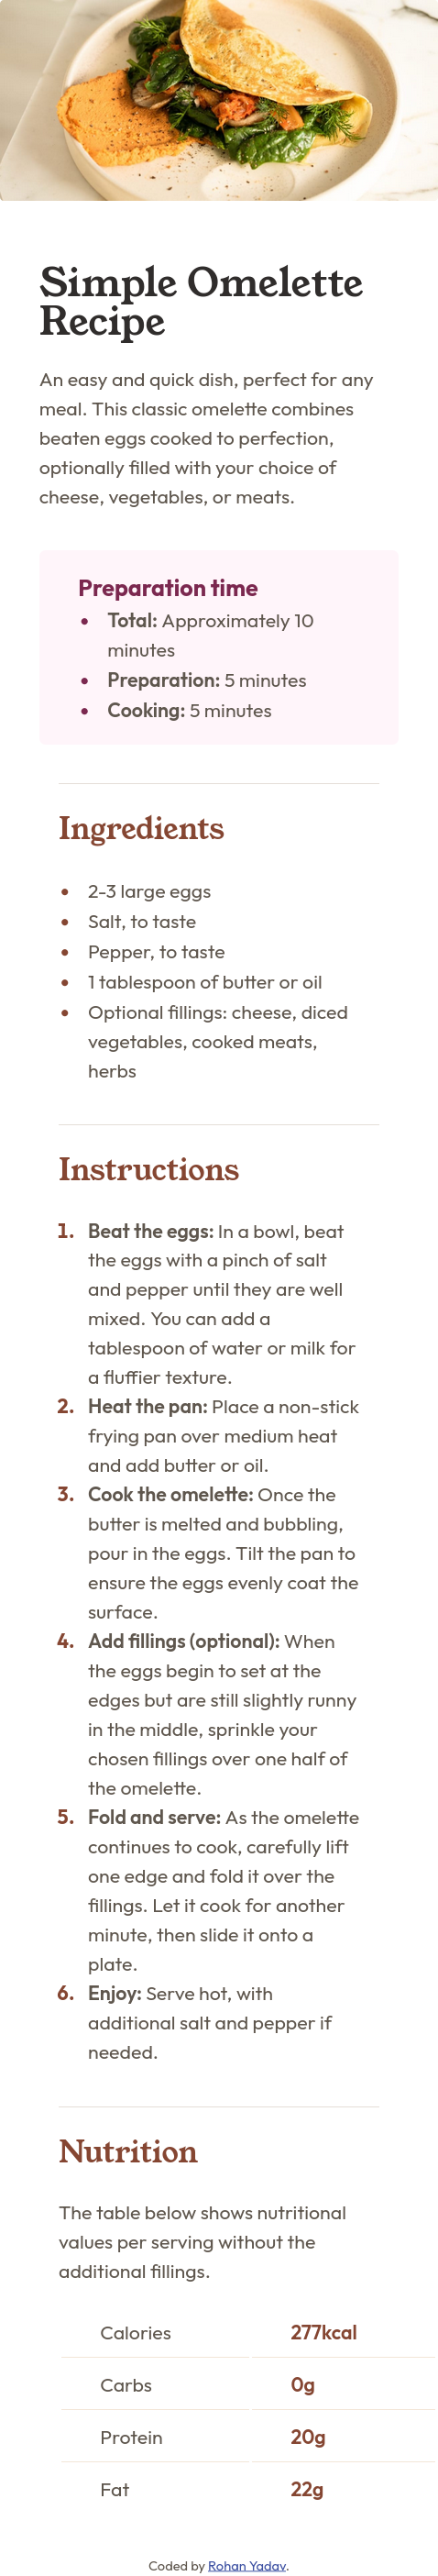 Simple Omelette
Recipe
An easy and quick dish, perfect for any
meal. This classic omelette combines
beaten eggs cooked to perfection,
optionally filled with your choice of
cheese, vegetables, or meats.
Preparation time
• Total: Approximately 10
minutes
• Preparation: 5 minutes
• Cooking: 5 minutes
Ingredients
• 2-3 large eggs
• Salt, to taste
• Pepper, to taste
• 1 tablespoon of butter or oil
• Optional fillings: cheese, diced
vegetables, cooked meats,
herbs
Instructions
1. Beat the eggs: In a bowl, beat
the eggs with a pinch of salt
and pepper until they are well
mixed. You can add a
tablespoon of water or milk for
a fluffier texture.
2. Heat the pan: Place a non-stick
frying pan over medium heat
and add butter or oil.
3. Cook the omelette: Once the
butter is melted and bubbling,
pour in the eggs. Tilt the pan to
ensure the eggs evenly coat the
surface.
4. Add fillings (optional): When
the eggs begin to set at the
edges but are still slightly runny
in the middle, sprinkle your
chosen fillings over one half of
the omelette.
5. Fold and serve: As the omelette
continues to cook, carefully lift
one edge and fold it over the
fillings. Let it cook for another
minute, then slide it onto a
plate.
6. Enjoy: Serve hot, with
additional salt and pepper if
needed.
Nutrition
The table below shows nutritional
values per serving without the
additional fillings.
Calories 277kcal
Carbs 0g
Protein 20g
Fat 22g
Coded by Rohan Yadav.